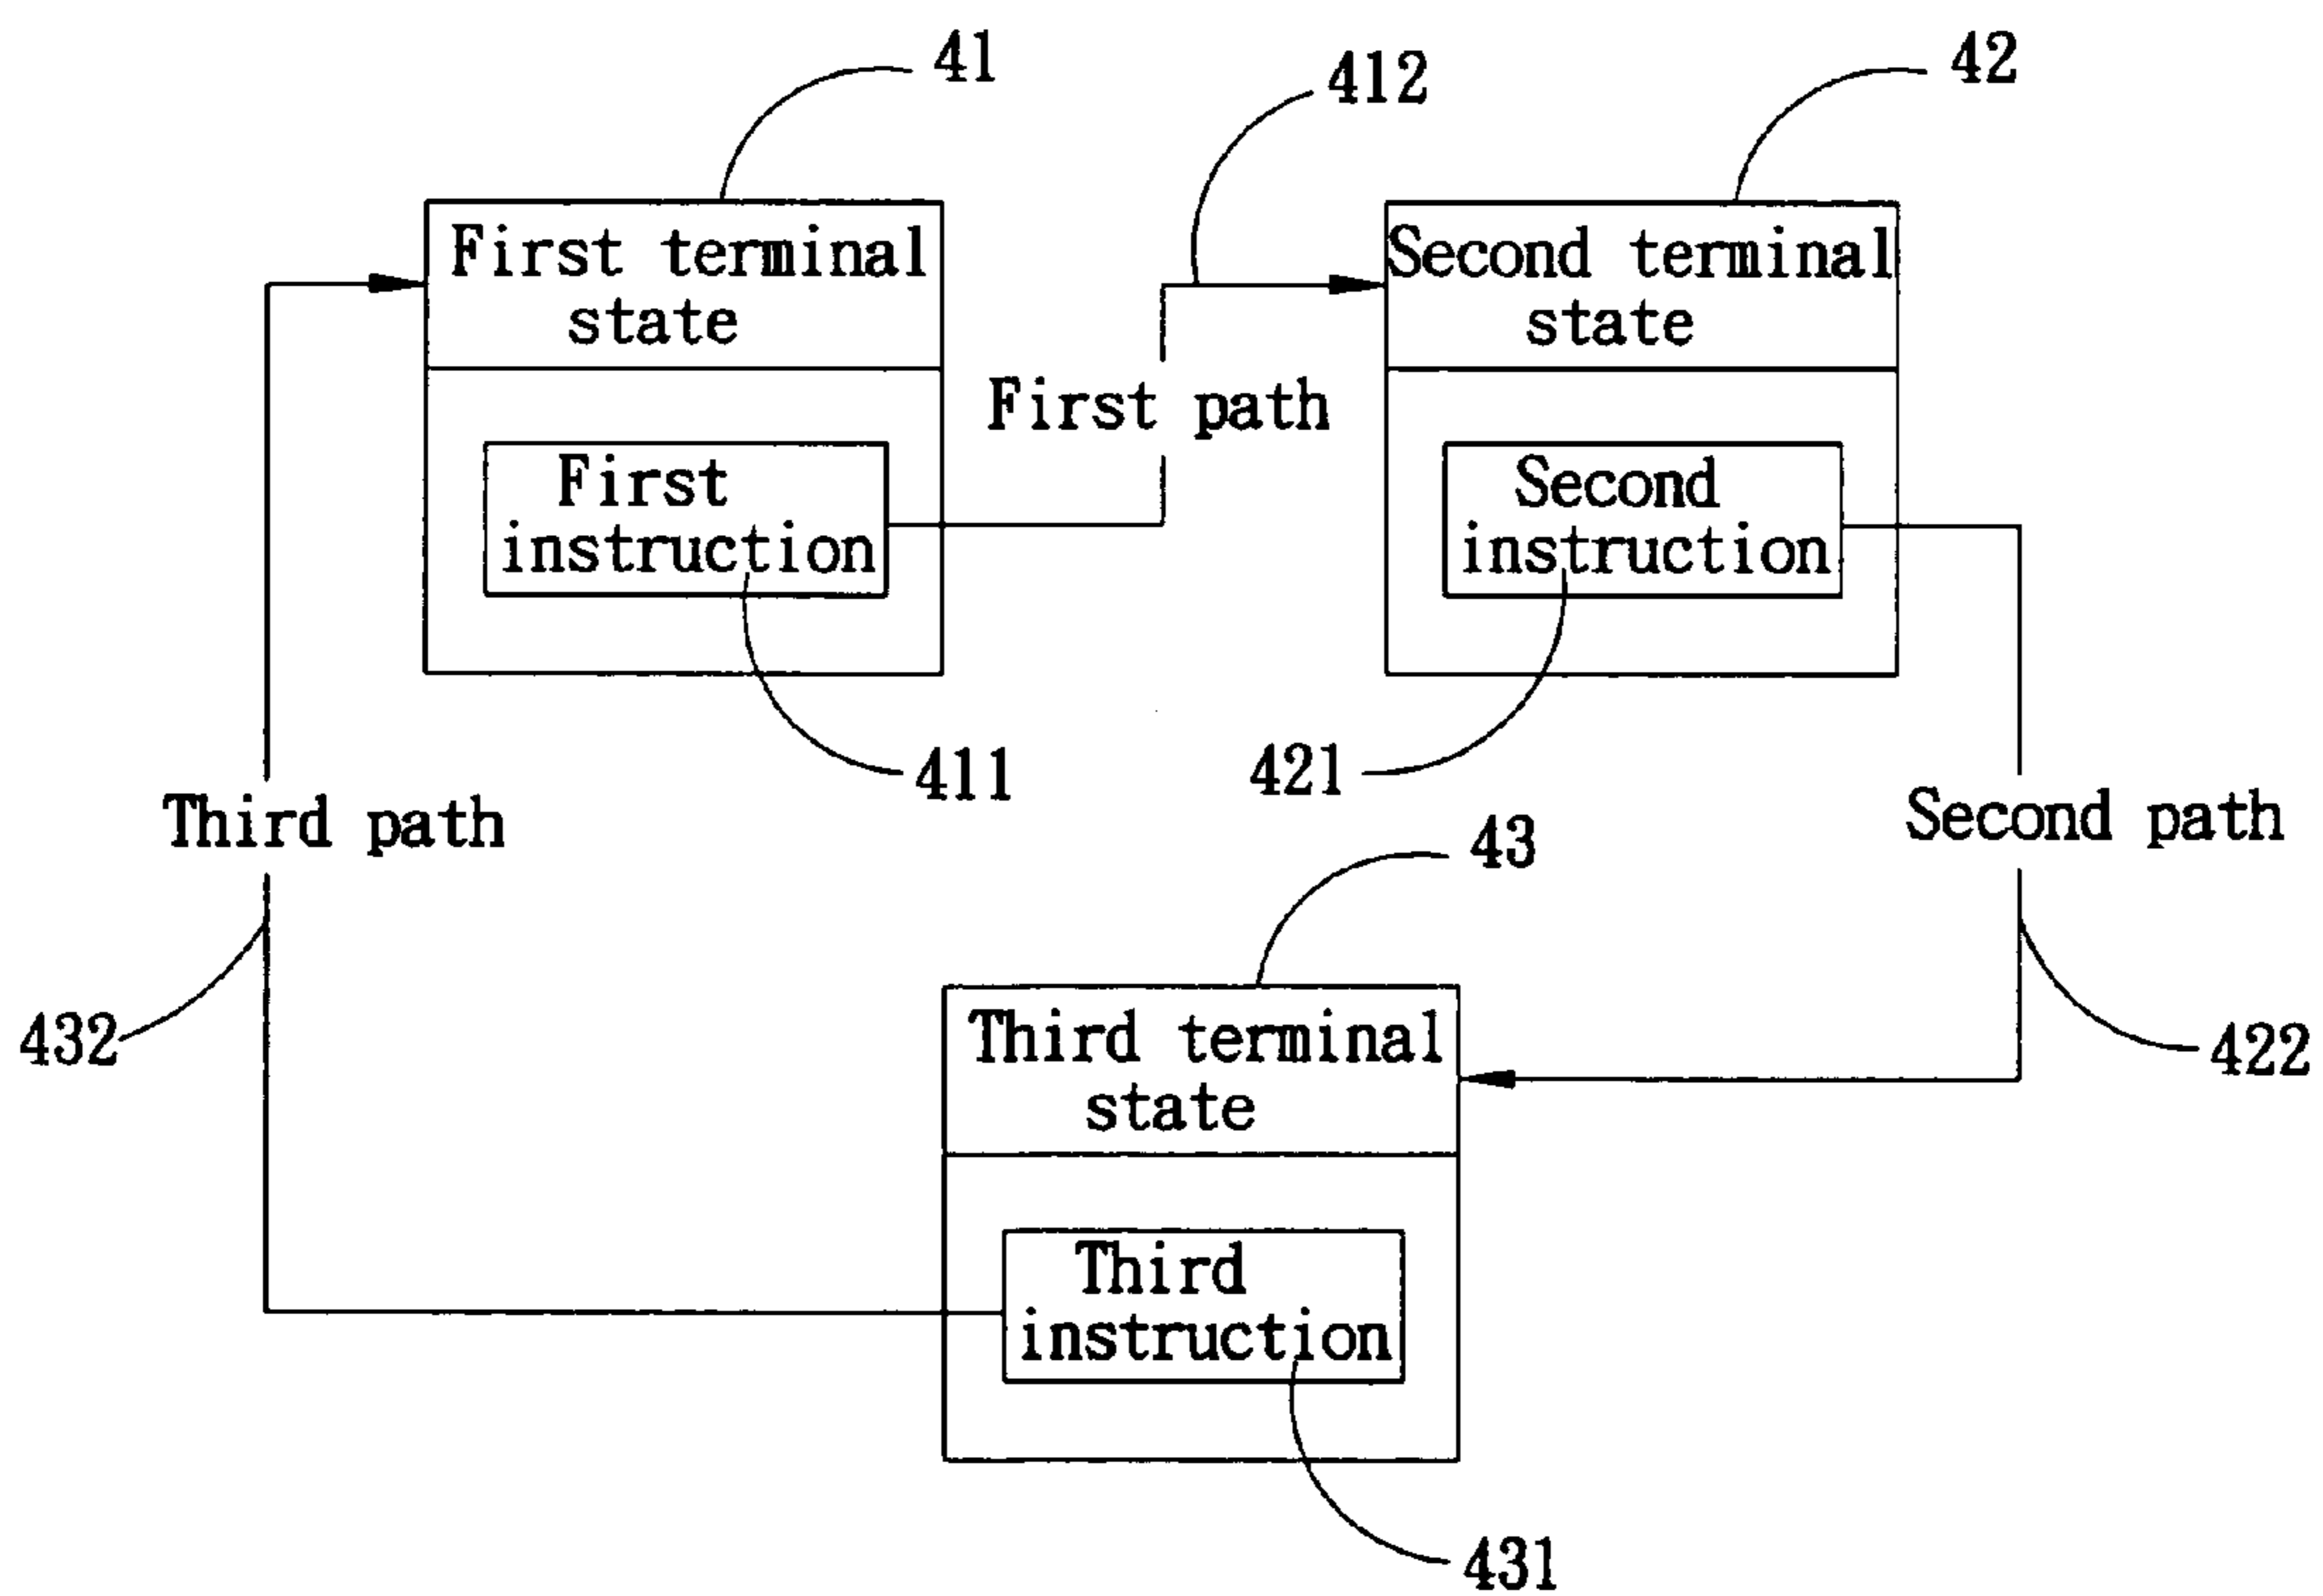 41
412
42
First terminal
state
Second terminal
state
First path
First
instruction
Second
instruction
411
421
Third path
Second path
43
432
Third terminal
state
422
Third
instruction
431